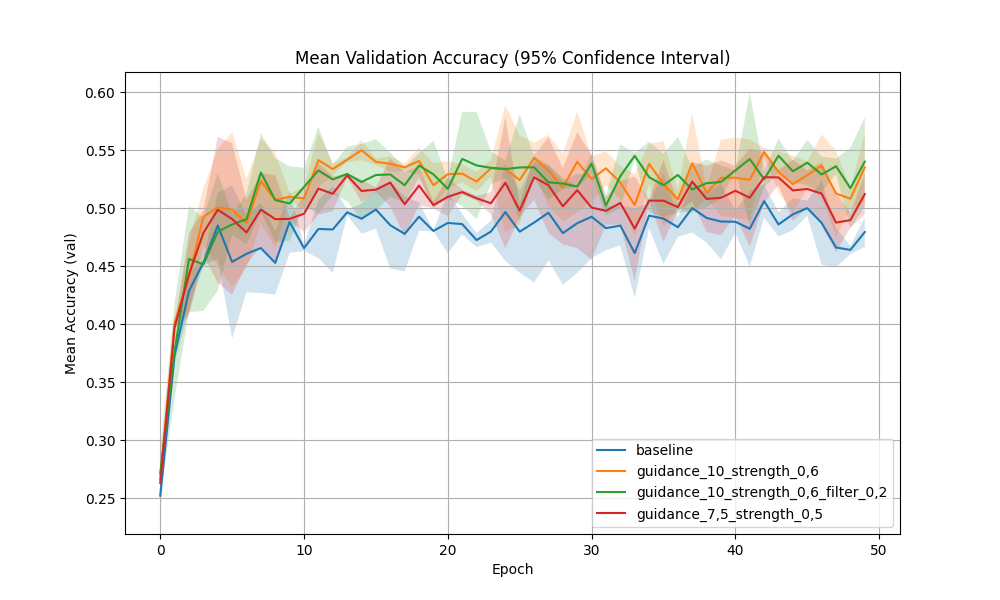 Mean Validation Accuracy (95% Confidence Interval)
Mean Accuracy (val)
0.60
0.55
0.50
0.45
0.40
0.35
0.30
0.25
baseline
guidance_10_strength_0,6
guidance_10_strength_0,6_filter_0,2
guidance_7,5_strength_0,5
0 10 20 30 40 50
Epoch